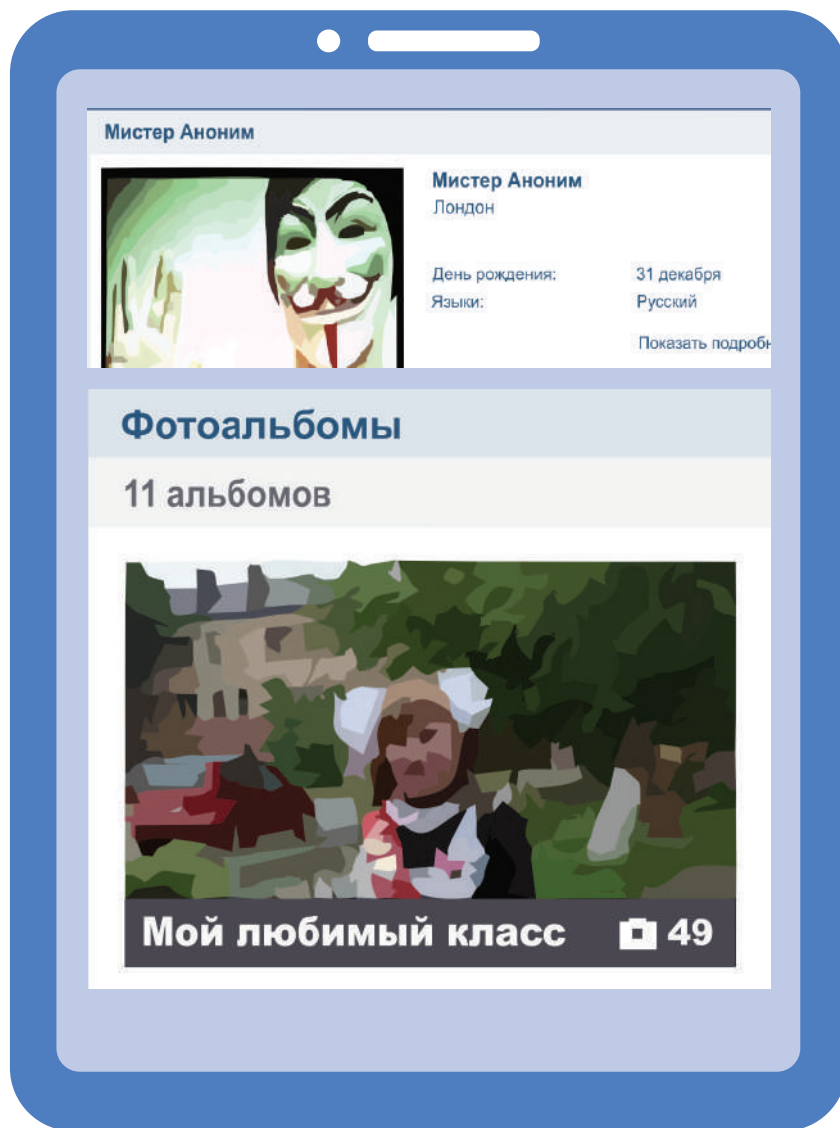 Мистер Аноним
Мистер Аноним
Лондон
День рождения: 31 декабря
Языки: Русский
Показать подробн
Фотоальбомы
11 альбомов
Мой любимый класс 49